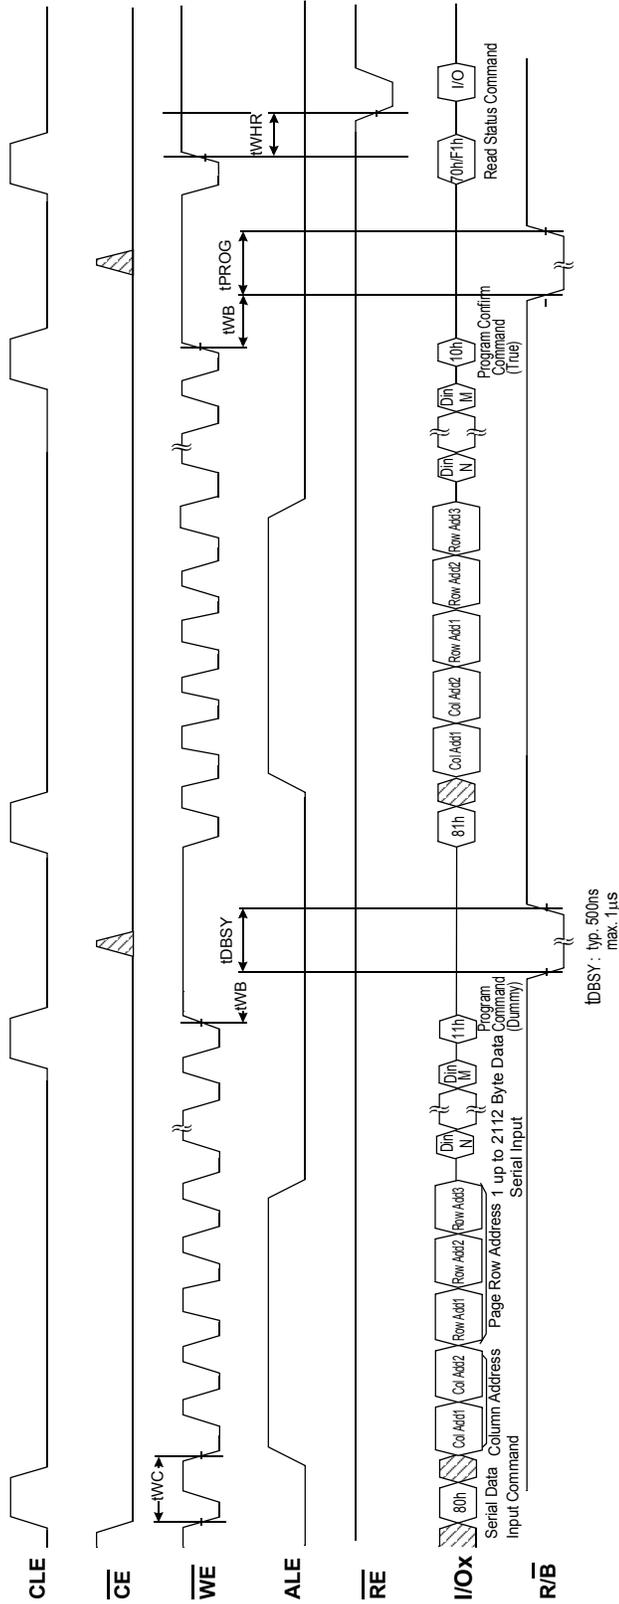 CLE
CE
WE
tWC
tWB
tDBSY
tWB
tPROG
tWHR
ALE
RE
I/Ox
80h
Col Add1
Col Add2
Row Add1
Row Add2
Row Add3
Din
N
Din
M
11h
81h
Col Add1
Col Add2
Row Add1
Row Add2
Row Add3
Din
N
Din
M
10h
70h/F1h
I/O
Serial Data
Input Command
Column Address
Page Row Address
1 up to 2112 Byte Data
Serial Input
Program
Command
(Dummy)
Program Confirm
Command
(True)
Read Status Command
R/B
tDBSY : typ. 500ns
max. 1µs